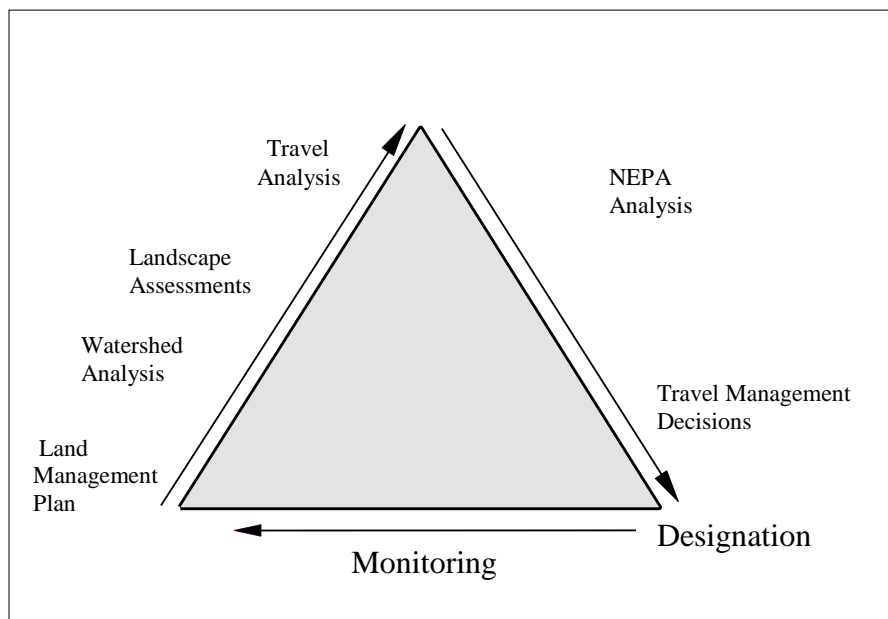 Travel
Analysis
NEPA
Analysis
Landscape
Assessments
Watershed
Analysis
Travel Management
Decisions
Land
Management
Plan
Designation
Monitoring